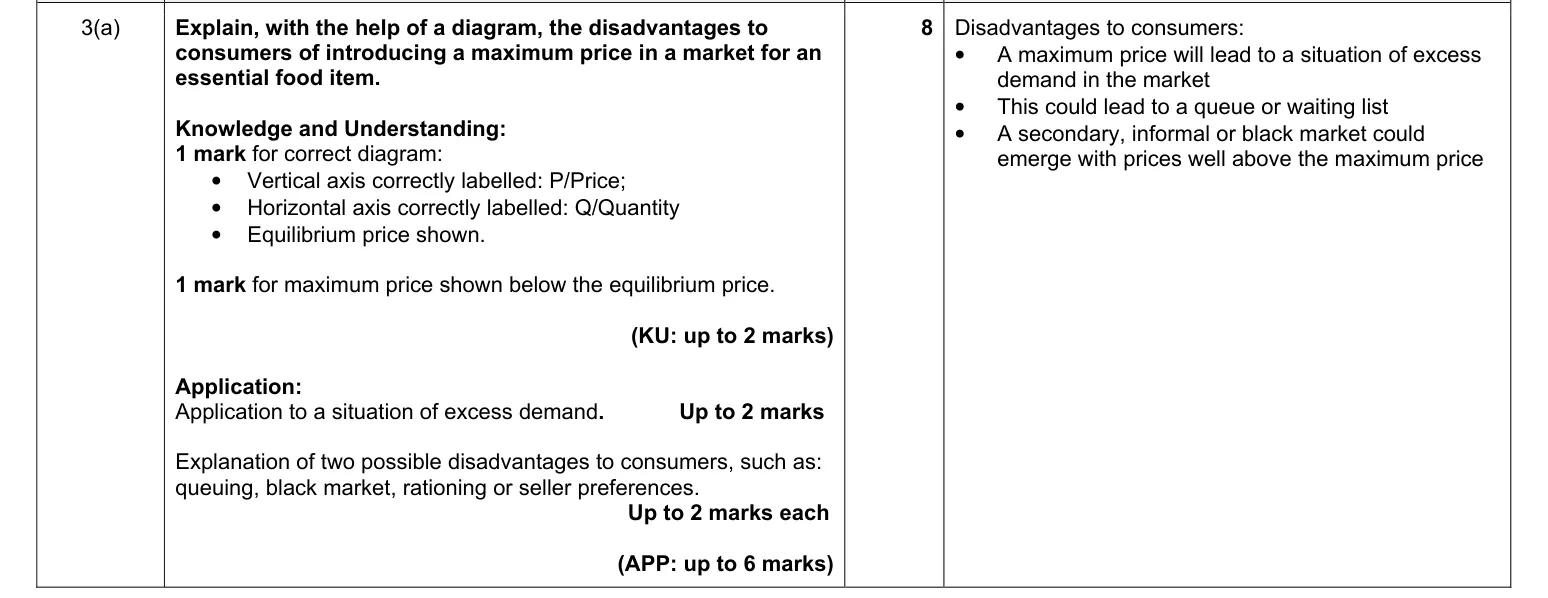 3(a)
Explain, with the help of a diagram, the disadvantages to
consumers of introducing a maximum price in a market for an
essential food item.
Knowledge and Understanding:
1 mark for correct diagram:
• Vertical axis correctly labelled: P/Price;
• Horizontal axis correctly labelled: Q/Quantity
• Equilibrium price shown.
1 mark for maximum price shown below the equilibrium price.
(KU: up to 2 marks)
Application:
Application to a situation of excess demand. Up to 2 marks
Explanation of two possible disadvantages to consumers, such as:
queuing, black market, rationing or seller preferences.
Up to 2 marks each
(APP: up to 6 marks)
8
Disadvantages to consumers:
• A maximum price will lead to a situation of excess
demand in the market
• This could lead to a queue or waiting list
• A secondary, informal or black market could
emerge with prices well above the maximum price